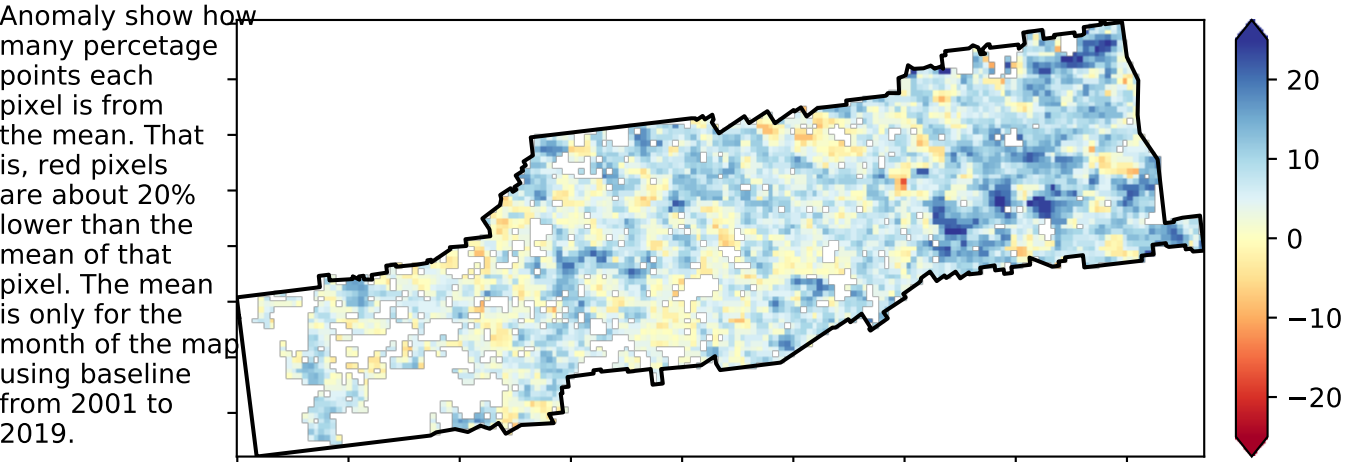 Anomaly show how
many percetage
points each
pixel is from
the mean. That
is, red pixels
are about 20%
lower than the
mean of that
pixel. The mean
is only for the
month of the map
using baseline
from 2001 to
2019.
20
10
0
−10
−20